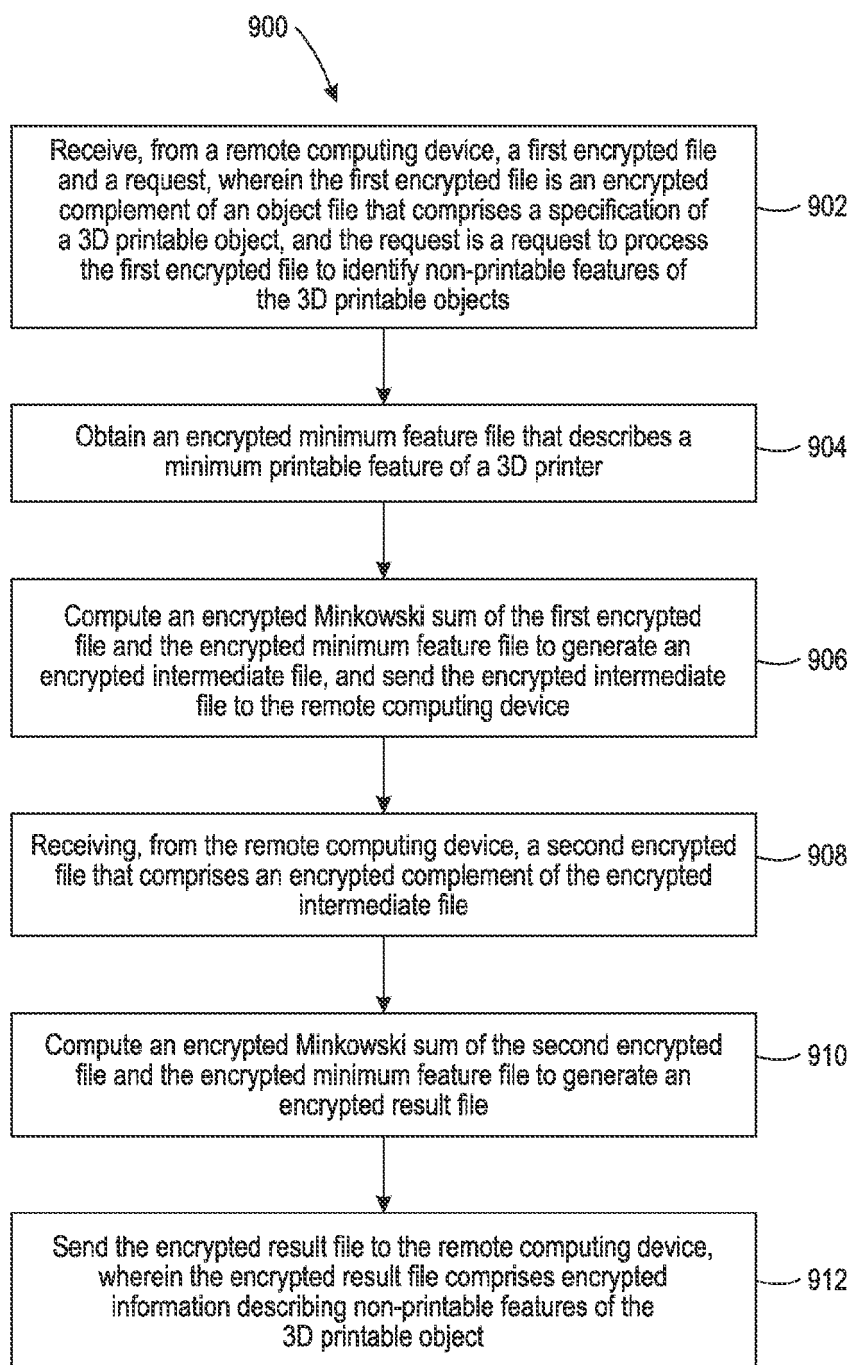 900
Receive, from a remote computing device, a first encrypted file
and a request, wherein the first encrypted file is an encrypted
complement of an object file that comprises a specification of
a 3D printable object, and the request is a request to process
the first encrypted file to identify non-printable features of
the 3D printable objects
902
Obtain an encrypted minimum feature file that describes a
minimum printable feature of a 3D printer
904
Compute an encrypted Minkowski sum of the first encrypted
file and the encrypted minimum feature file to generate an
encrypted intermediate file, and send the encrypted intermediate
file to the remote computing device
906
Receiving, from the remote computing device, a second encrypted
file that comprises an encrypted complement of the encrypted
intermediate file
908
Compute an encrypted Minkowski sum of the second encrypted
file and the encrypted minimum feature file to generate an
encrypted result file
910
Send the encrypted result file to the remote computing device,
wherein the encrypted result file comprises encrypted
information describing non-printable features of the
3D printable object
912